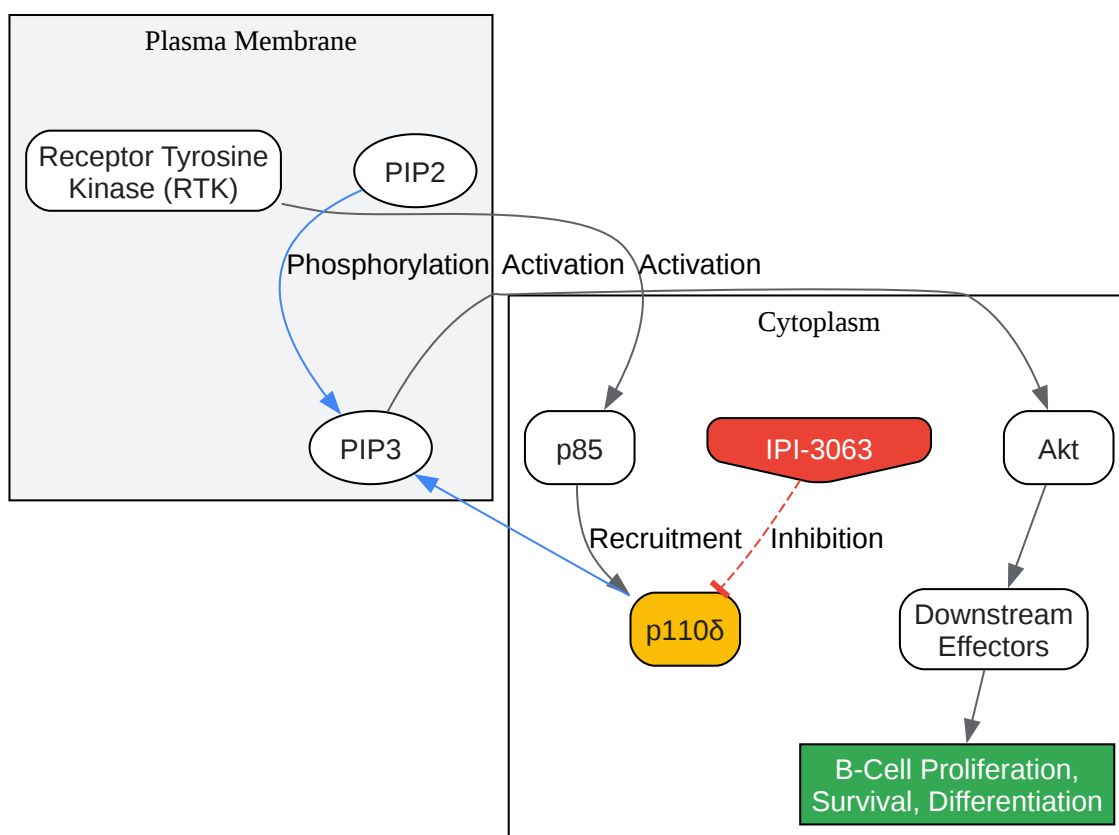 Plasma Membrane
Receptor Tyrosine
Kinase (RTK)
PIP2
Phosphorylation
Activation
Activation
Cytoplasm
PIP3
p85
IPI-3063
Akt
Recruitment
Inhibition
p110δ
Downstream
Effectors
B-Cell Proliferation,
Survival, Differentiation